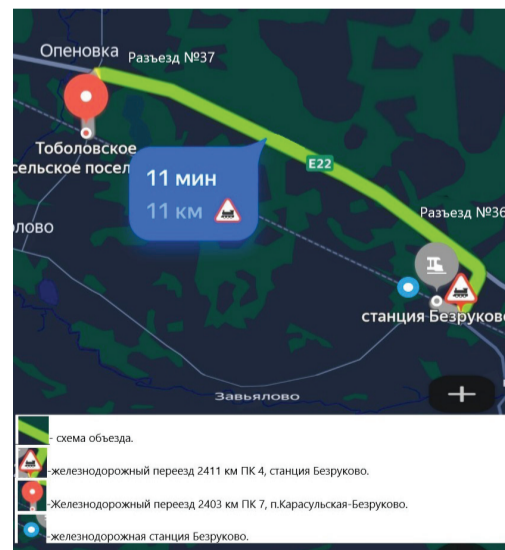 Опеновка
Разъезд №37
Тоболовское
сельское посел
E22
11 мин
11 км
Разъезд №36
лово
станция Безруково
Завьялово
- схема объезда.
-железнодорожный переезд 2411 км ПК 4, станция Безруково.
-Железнодорожный переезд 2403 км ПК 7, п.Карасульская-Безруково.
-железнодорожная станция Безруково.